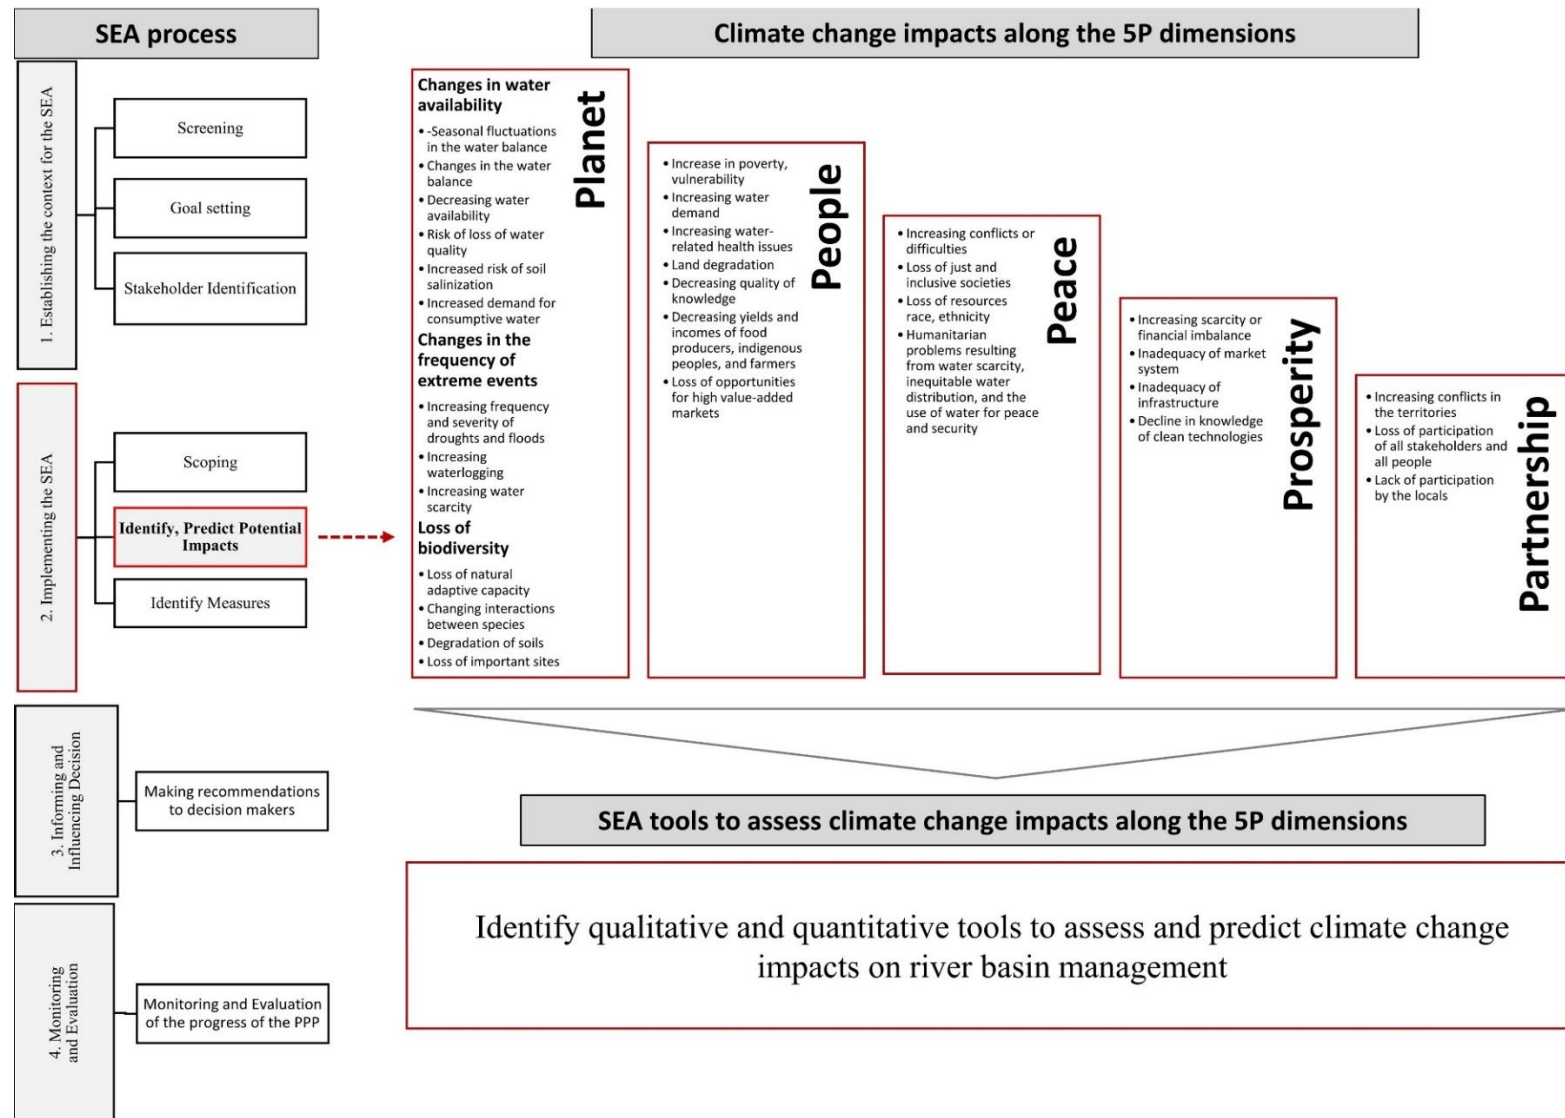 SEA process
1. Establishing the context for the SEA
Screening
Goal setting
Stakeholder Identification
2. Implementing the SEA
Scoping
Identify, Predict Potential
Impacts
Identify Measures
3. Informing and
Influencing Decision
Making recommendations
to decision makers
4. Monitoring
and Evaluation
Monitoring and Evaluation
of the progress of the PPP
Climate change impacts along the 5P dimensions
Planet
Changes in water
availability
• -Seasonal fluctuations
in the water balance
• Changes in the water
balance
• Decreasing water
availability
• Risk of loss of water
quality
• Increased risk of soil
salinization
• Increased demand for
consumptive water
Changes in the
frequency of
extreme events
• Increasing frequency
and severity of
droughts and floods
• Increasing
waterlogging
• Increasing water
scarcity
Loss of
biodiversity
• Loss of natural
adaptive capacity
• Changing interactions
between species
• Degradation of soils
• Loss of important sites
People
• Increase in poverty,
vulnerability
• Increasing water
demand
• Increasing water-
related health issues
• Land degradation
• Decreasing quality of
knowledge
• Decreasing yields and
incomes of food
producers, indigenous
peoples, and farmers
• Loss of opportunities
for high value-added
markets
Peace
• Increasing conflicts or
difficulties
• Loss of just and
inclusive societies
• Loss of resources
race, ethnicity
• Humanitarian
problems resulting
from water scarcity,
inequitable water
distribution, and the
use of water for peace
and security
Prosperity
• Increasing scarcity or
financial imbalance
• Inadequacy of market
system
• Inadequacy of
infrastructure
• Decline in knowledge
of clean technologies
Partnership
• Increasing conflicts in
the territories
• Loss of participation
of all stakeholders and
all people
• Lack of participation
by the locals
SEA tools to assess climate change impacts along the 5P dimensions
Identify qualitative and quantitative tools to assess and predict climate change
impacts on river basin management